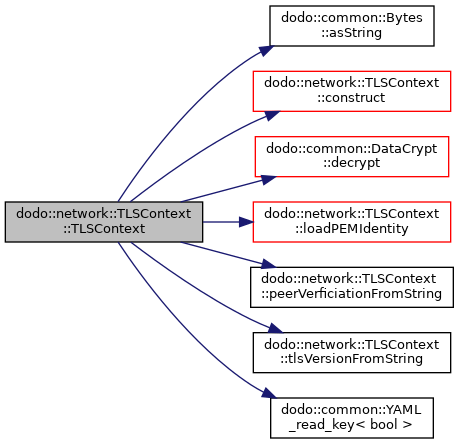 dodo::common::Bytes
::asString
dodo::network::TLSContext
::construct
dodo::common::DataCrypt
::decrypt
dodo::network::TLSContext
::TLSContext
dodo::network::TLSContext
::loadPEMIdentity
dodo::network::TLSContext
::peerVerficiationFromString
dodo::network::TLSContext
::tlsVersionFromString
dodo::common::YAML
_read_key< bool >